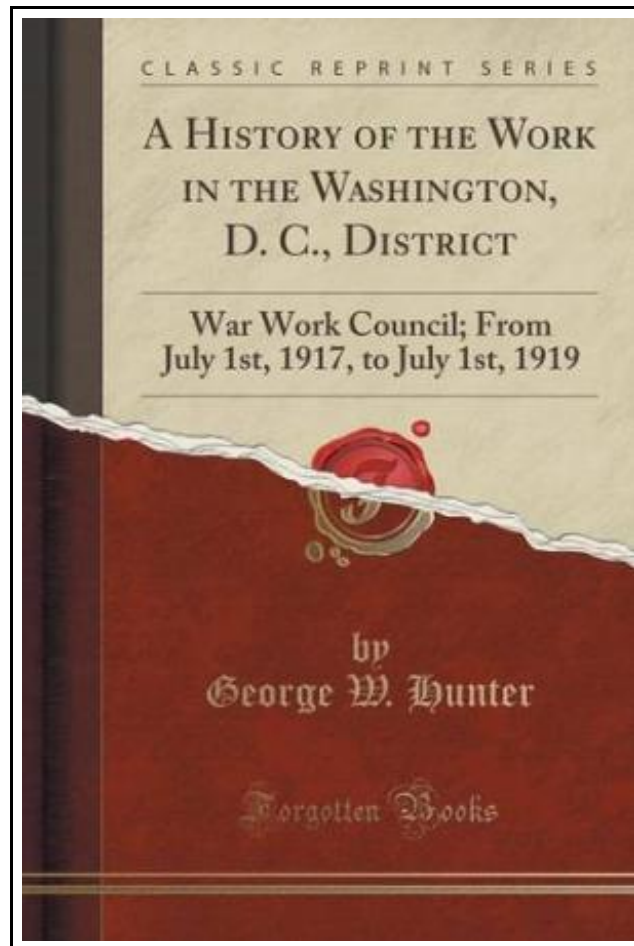 CLASSIC REPRINT SERIES
A HISTORY OF THE WORK
IN THE WASHINGTON,
D. C., DISTRICT
War Work Council; From
July 1st, 1917, to July 1st, 1919
F
by
George W. Hunter
Forgotten Books